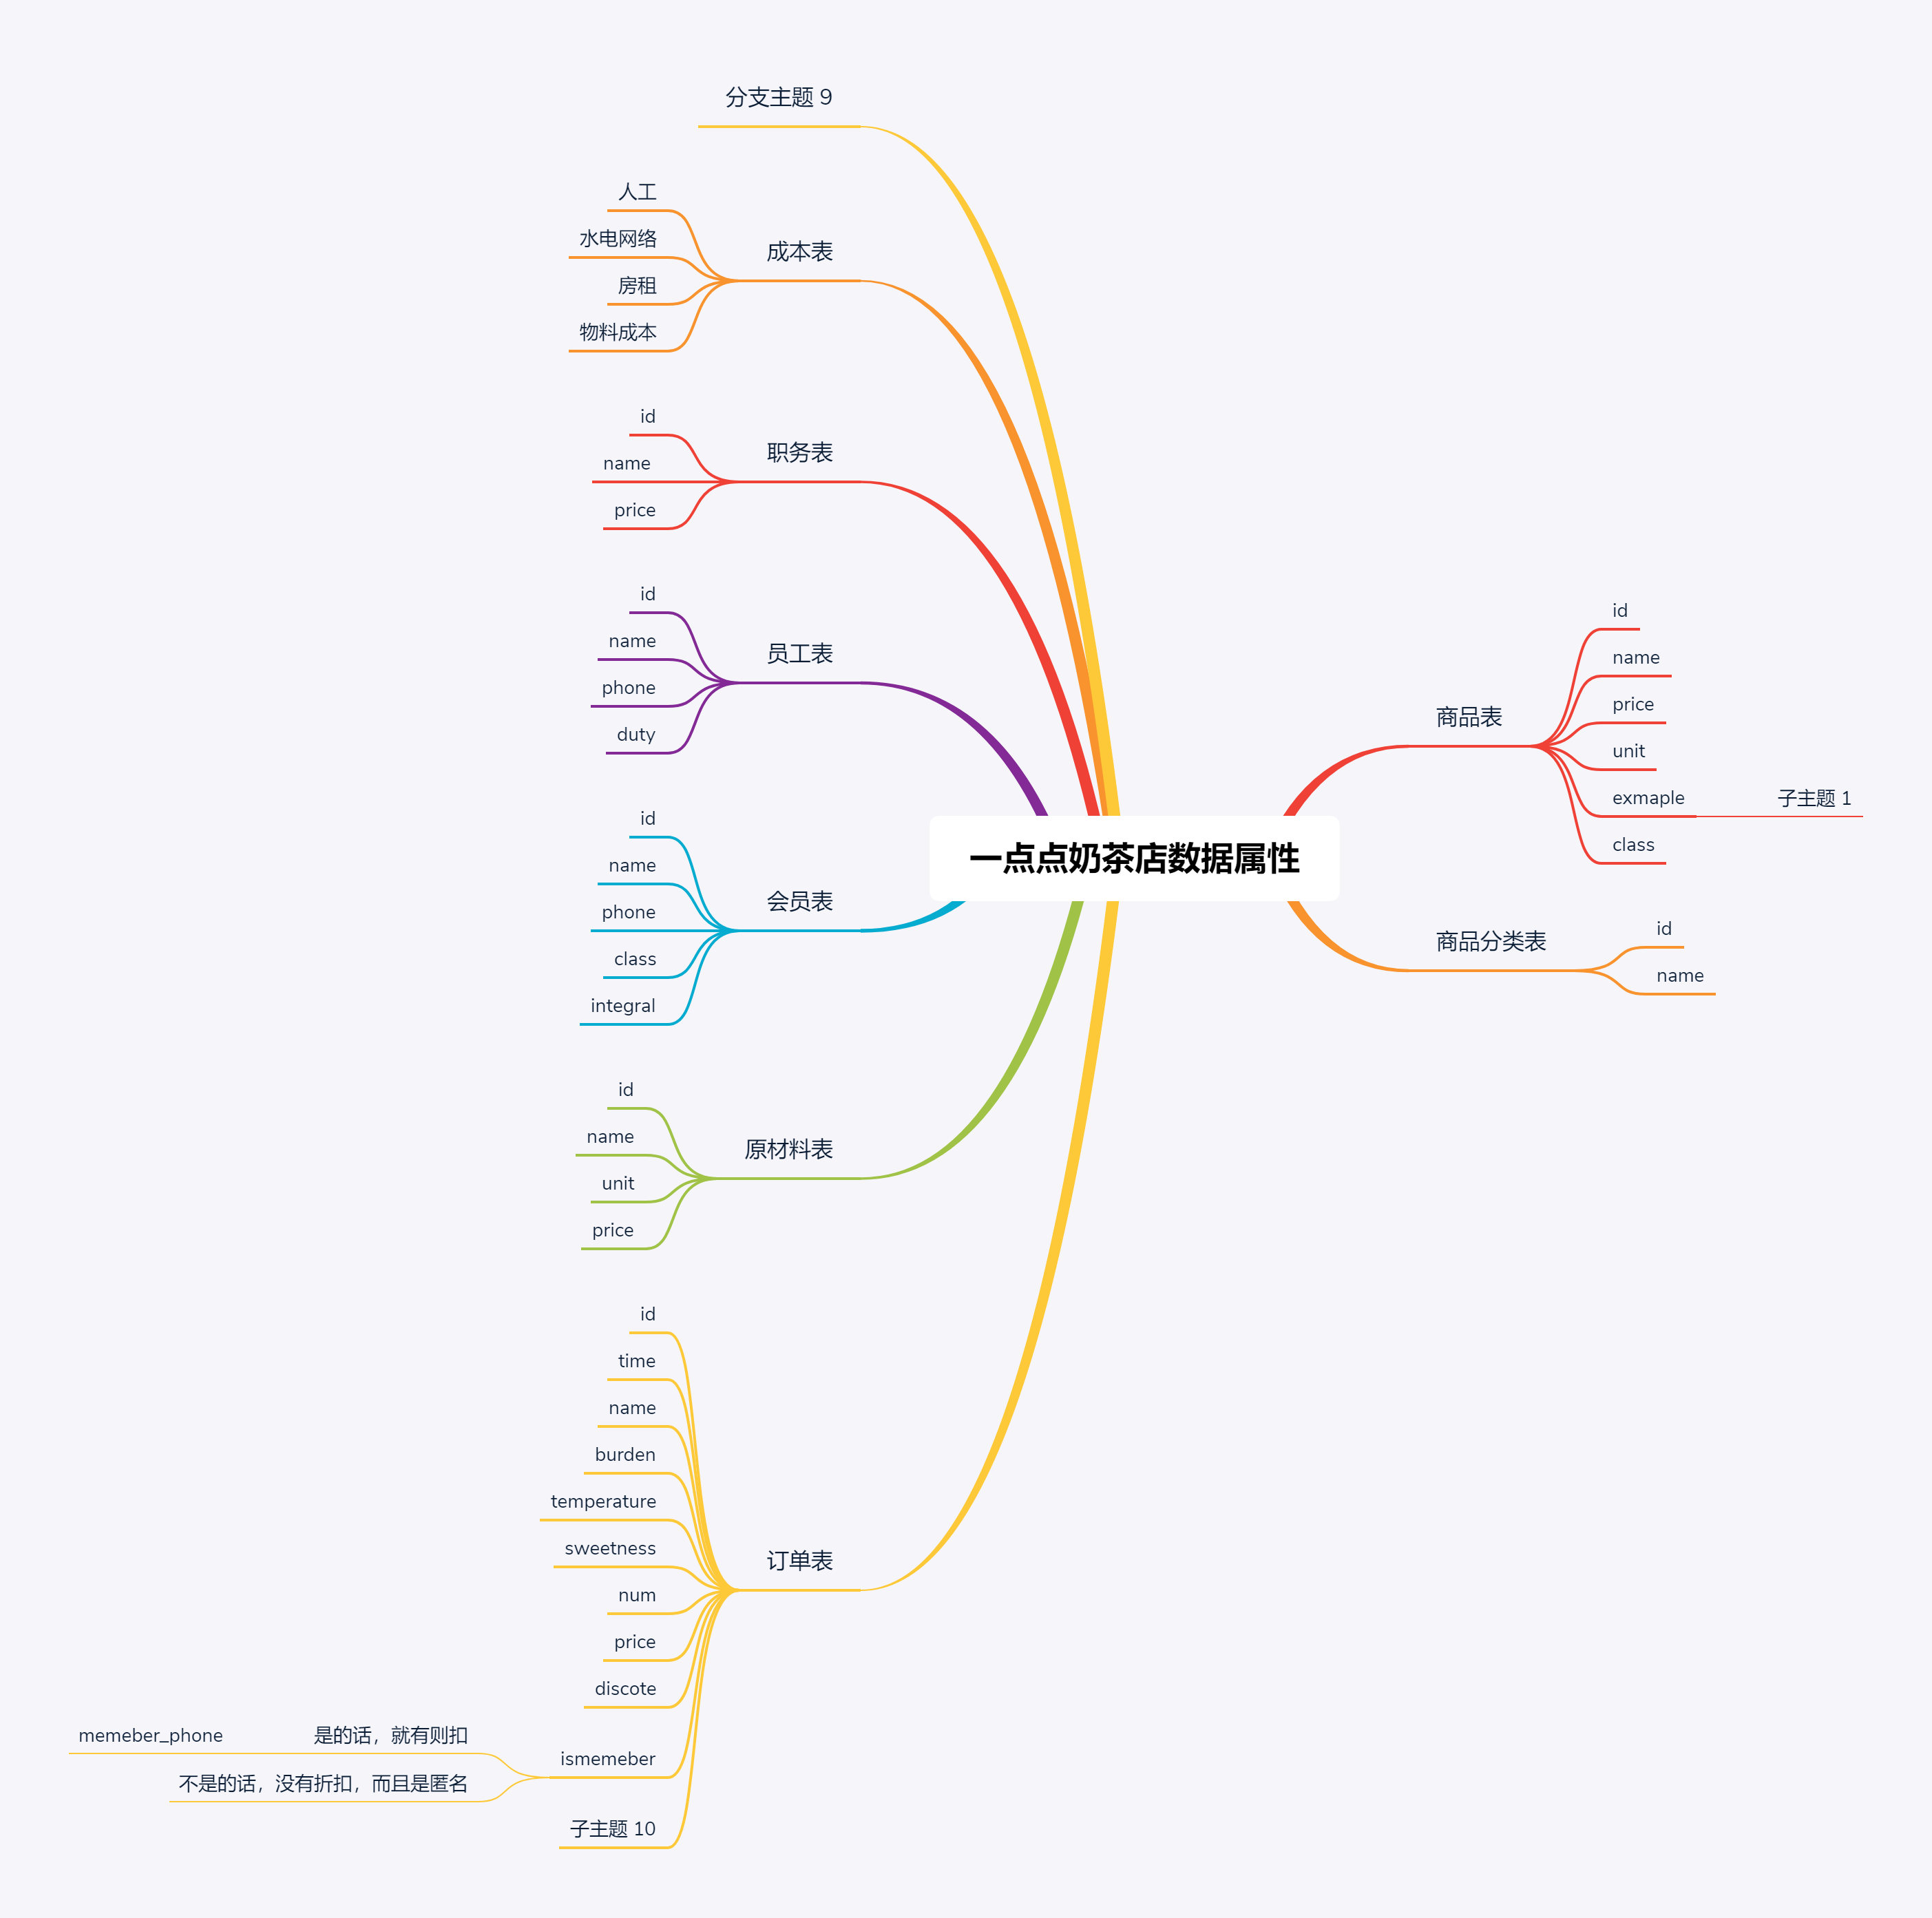 分支主题 9
人工
水电网络
房租
物料成本
成本表
id
name
price
职务表
id
name
phone
duty
员工表
id
name
phone
class
integral
会员表
id
name
unit
price
原材料表
id
time
name
burden
temperature
sweetness
num
price
discote
memeber_phone
是的话，就有则扣
不是的话，没有折扣，而且是匿名
ismemeber
子主题 10
订单表
一点点奶茶店数据属性
商品表
id
name
price
unit
exmaple
子主题 1
class
商品分类表
id
name